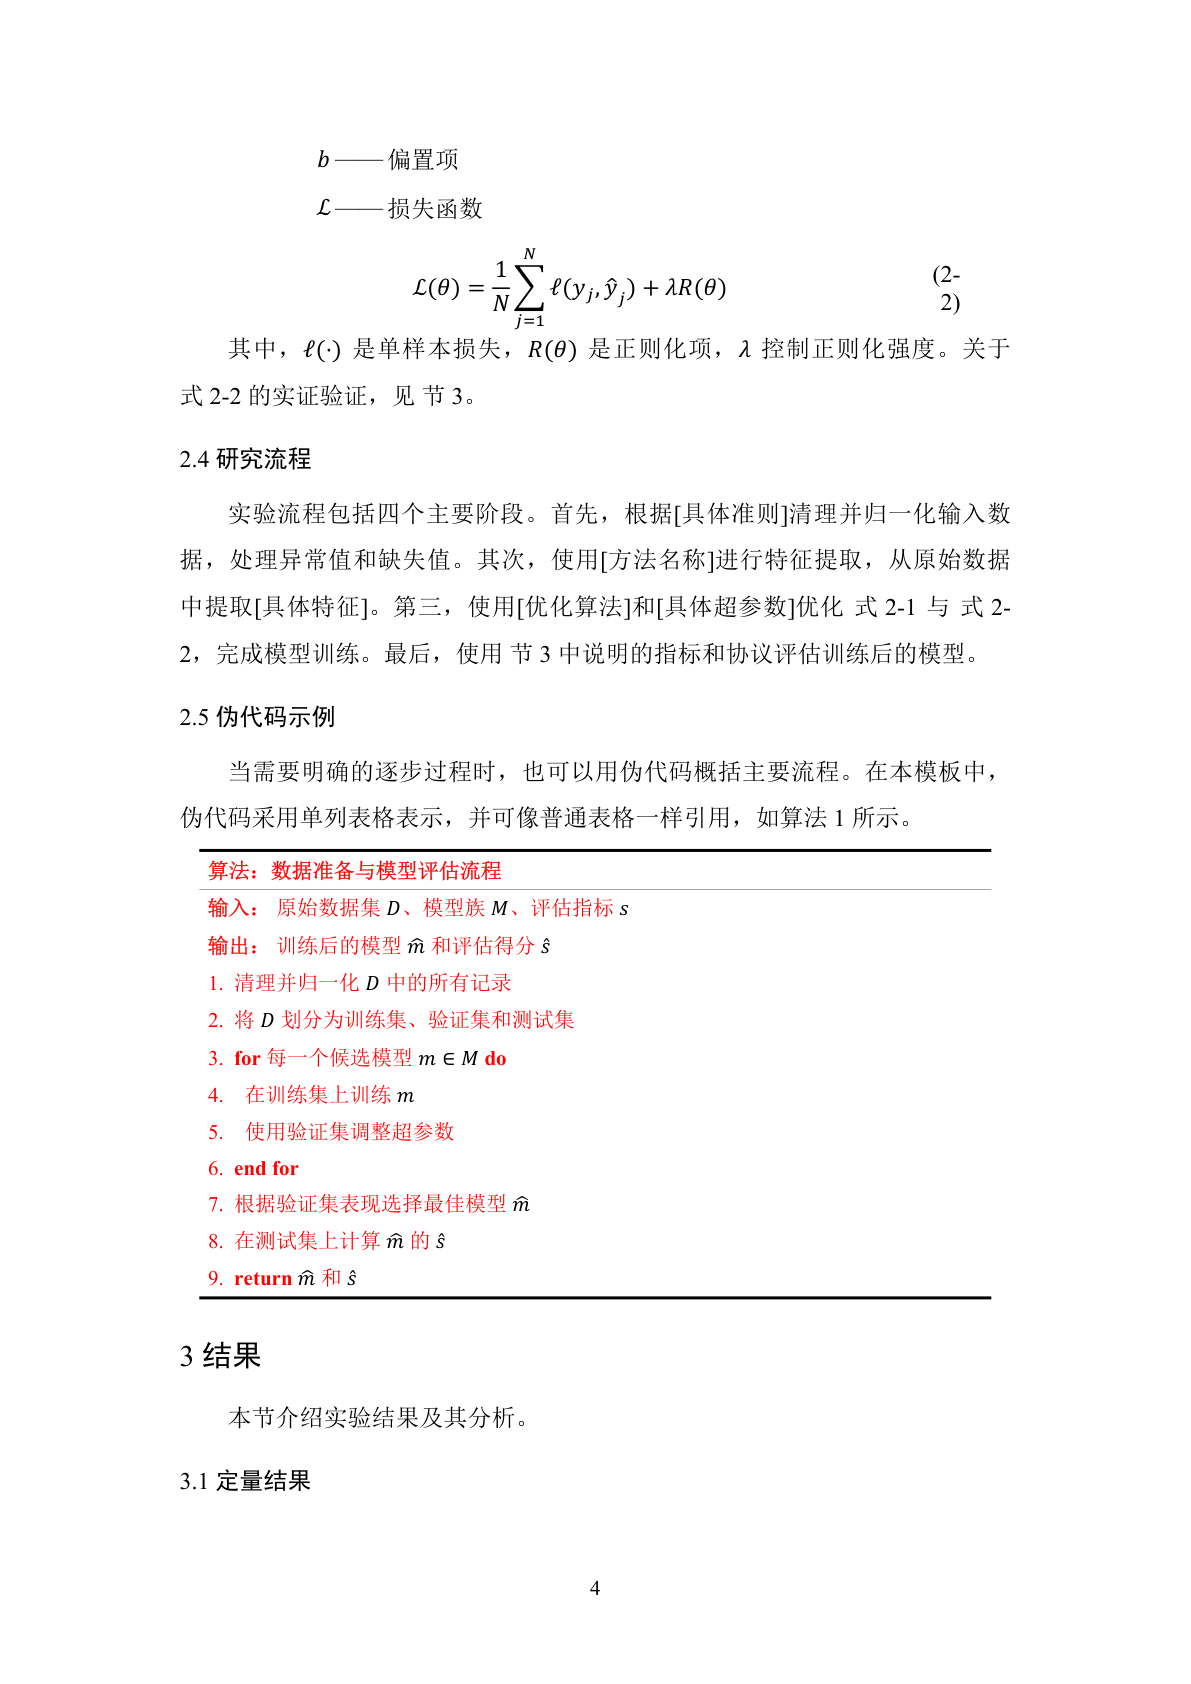 b —— 偏置项
ℒ —— 损失函数
ℒ(θ) = \frac{1}{N} \sum_{j=1}^{N} ℓ(y_j, ŷ_j) + λR(θ) (2-2)
其中，ℓ(·) 是单样本损失，R(θ) 是正则化项，λ 控制正则化强度。关于
式 2-2 的实证验证，见 节 3。
2.4 研究流程
实验流程包括四个主要阶段。首先，根据[具体准则]清理并归一化输入数
据，处理异常值和缺失值。其次，使用[方法名称]进行特征提取，从原始数据
中提取[具体特征]。第三，使用[优化算法]和[具体超参数]优化 式 2-1 与 式 2-
2，完成模型训练。最后，使用 节 3 中说明的指标和协议评估训练后的模型。
2.5 伪代码示例
当需要明确的逐步过程时，也可以用伪代码概括主要流程。在本模板中，
伪代码采用单列表格表示，并可像普通表格一样引用，如算法 1 所示。
算法：数据准备与模型评估流程
输入： 原始数据集 D、模型族 M、评估指标 s
输出： 训练后的模型 m̂ 和评估得分 ŝ
1. 清理并归一化 D 中的所有记录
2. 将 D 划分为训练集、验证集和测试集
3. for 每一个候选模型 m ∈ M do
4. 在训练集上训练 m
5. 使用验证集调整超参数
6. end for
7. 根据验证集表现选择最佳模型 m̂
8. 在测试集上计算 m̂ 的 ŝ
9. return m̂ 和 ŝ
3 结果
本节介绍实验结果及其分析。
3.1 定量结果
4